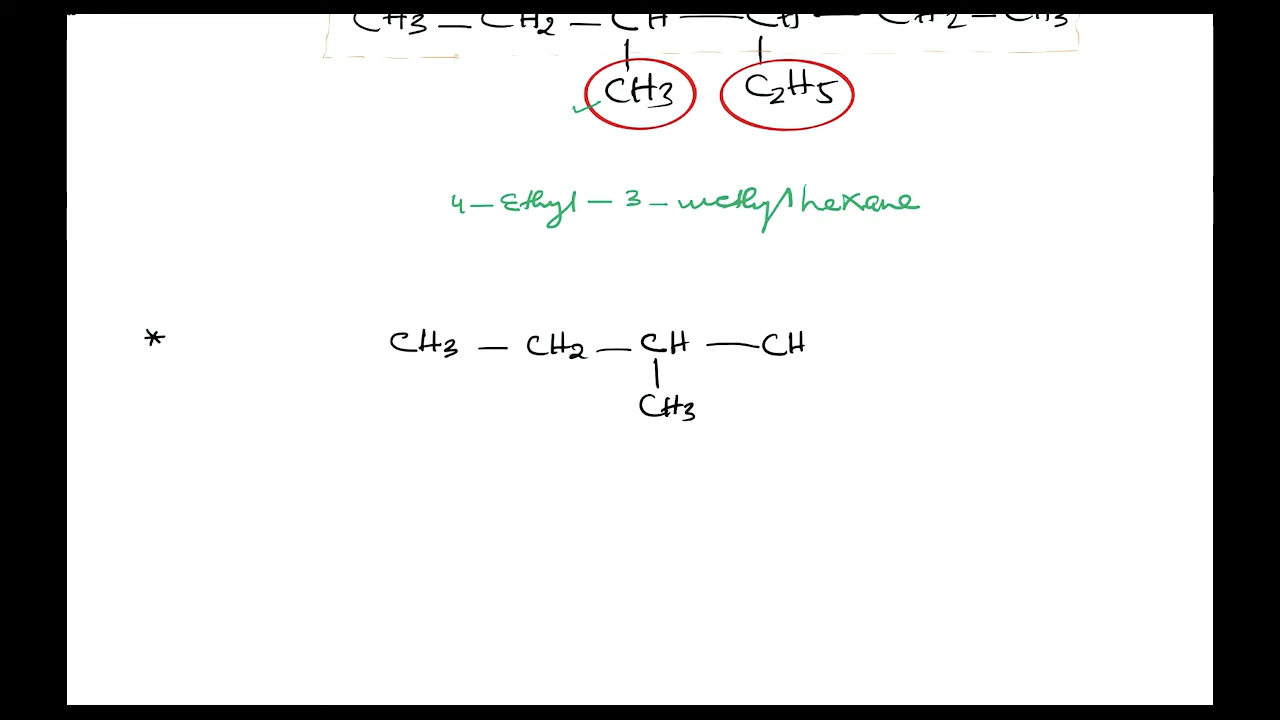 CH3 — CH2 — CH — CH — CH2 — CH3
CH3 C2H5
4 — Ethyl — 3 — methylhexane
* CH3 — CH2 — CH — CH
CH3